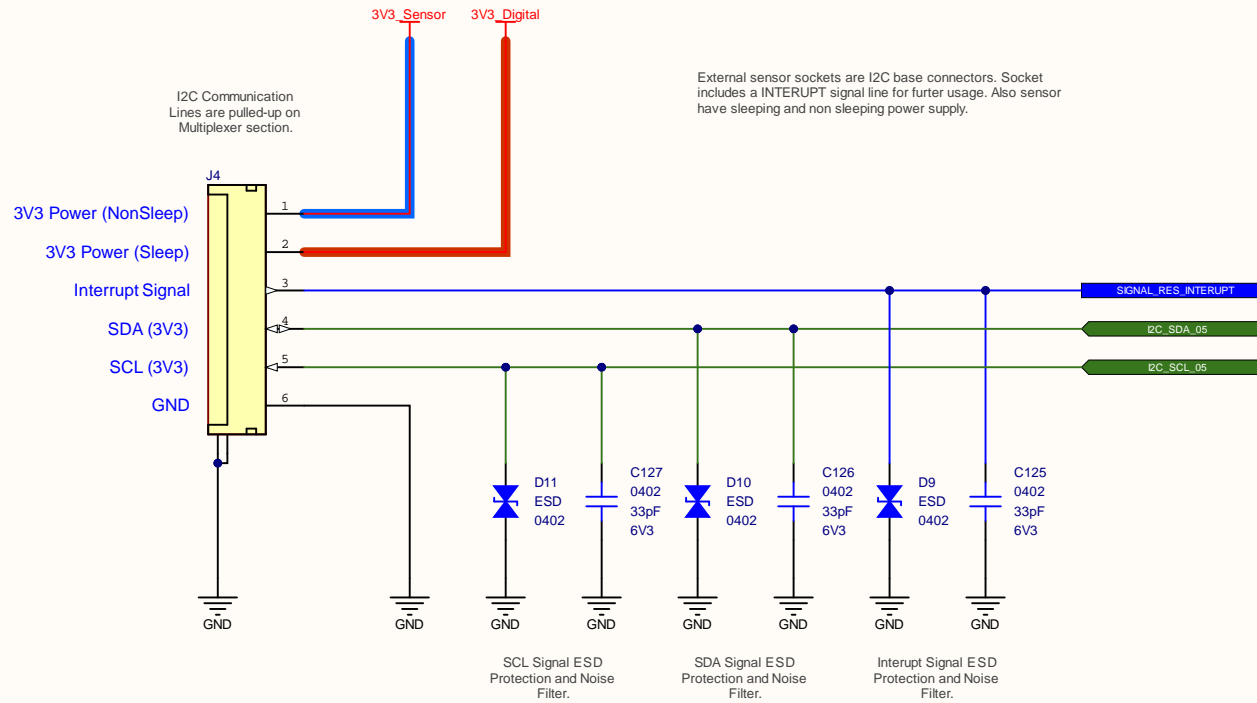 3V3_Sensor
3V3_Digital
I2C Communication
Lines are pulled-up on
Multiplexer section.
External sensor sockets are I2C base connectors. Socket
includes a INTERUPT signal line for furter usage. Also sensor
have sleeping and non sleeping power supply.
J4
3V3 Power (NonSleep)
1
3V3 Power (Sleep)
2
Interrupt Signal
3
SIGNAL_RES_INTERUPT
SDA (3V3)
4
I2C_SDA_05
SCL (3V3)
5
I2C_SCL_05
GND
6
D11
ESD
0402
C127
0402
33pF
6V3
D10
ESD
0402
C126
0402
33pF
6V3
D9
ESD
0402
C125
0402
33pF
6V3
GND
GND
GND
GND
GND
GND
GND
GND
SCL Signal ESD
Protection and Noise
Filter.
SDA Signal ESD
Protection and Noise
Filter.
Interupt Signal ESD
Protection and Noise
Filter.